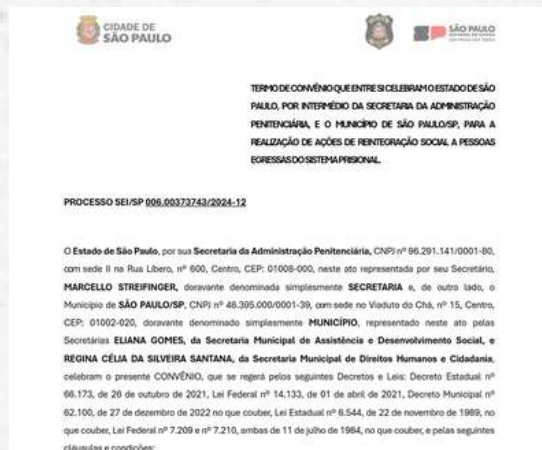 CIDADE DE
SÃO PAULO
SÃO PAULO
TERMO DE CONVÊNIO QUE ENTRE SI CELEBRAM O ESTADO DE SÃO
PAULO, POR INTERMÉDIO DA SECRETARIA DA ADMINISTRAÇÃO
PENITENCIÁRIA, E O MUNICÍPIO DE SÃO PAULO/SP, PARA A
REALIZAÇÃO DE AÇÕES DE REINTEGRAÇÃO SOCIAL A PESSOAS
EGRESSAS DO SISTEMA PRISIONAL.
PROCESSO SEI/SP 006.00373743/2024-12
O Estado de São Paulo, por sua Secretaria da Administração Penitenciária, CNPJ nº 96.291.141/0001-80,
com sede II na Rua Líbero, nº 600, Centro, CEP: 01008-000, neste ato representada por seu Secretário,
MARCELLO STREIFINGER, doravante denominado simplesmente SECRETARIA e, de outro lado, o
Município de SÃO PAULO/SP, CNPJ nº 46.395.000/0001-39, com sede no Viaduto do Chá, nº 15, Centro,
CEP: 01002-020, doravante denominado simplesmente MUNICÍPIO, representado neste ato pelas
Secretárias ELIANA GOMES, da Secretaria Municipal de Assistência e Desenvolvimento Social, e
REGINA CÉLIA DA SILVEIRA SANTANA, da Secretaria Municipal de Direitos Humanos e Cidadania,
celebram o presente CONVÊNIO, que se regerá pelos seguintes Decretos e Leis: Decreto Estadual nº
66.173, de 26 de outubro de 2021, Lei Federal nº 14.133, de 01 de abril de 2021, Decreto Municipal nº
62.100, de 27 de dezembro de 2022 no que couber, Lei Estadual nº 6.544, de 22 de novembro de 1989, no
que couber, Lei Federal nº 7.209 e nº 7.210, ambas de 11 de julho de 1984, no que couber, e pelas seguintes
cláusulas e condições: